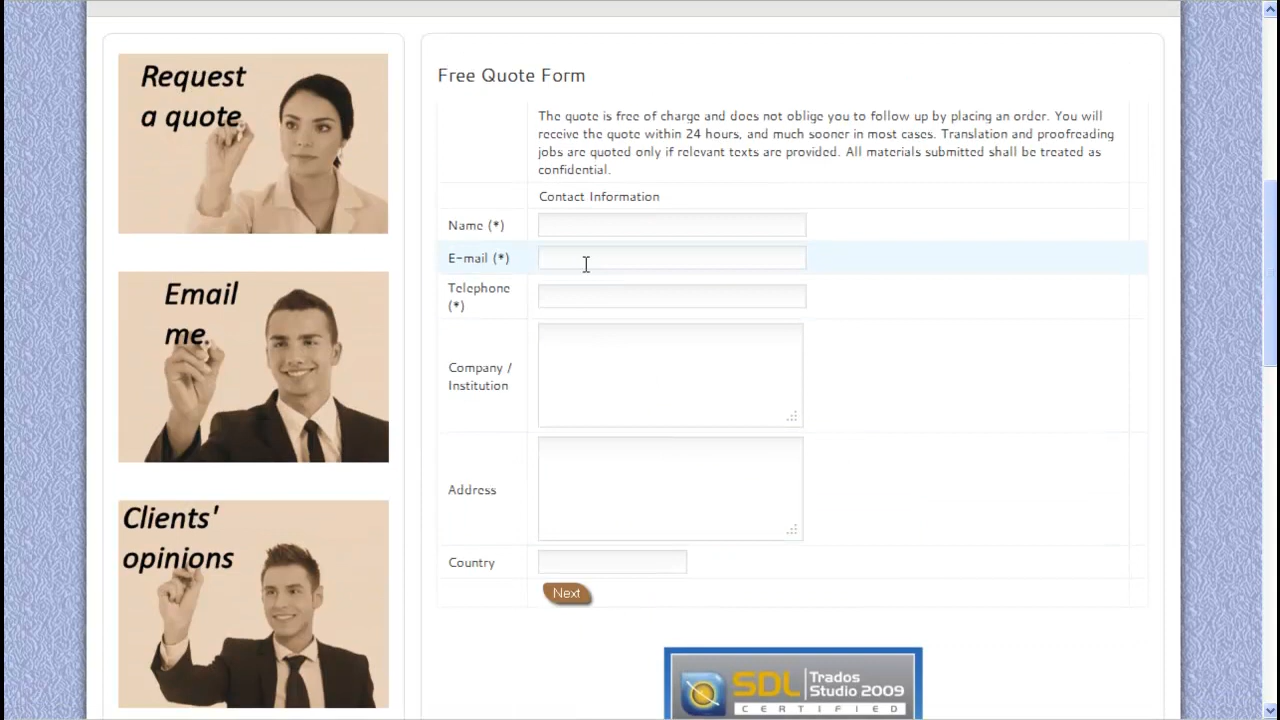 Request
a quote
Email
me.
Clients'
opinions
Free Quote Form
The quote is free of charge and does not oblige you to follow up by placing an order. You will
receive the quote within 24 hours, and much sooner in most cases. Translation and proofreading
jobs are quoted only if relevant texts are provided. All materials submitted shall be treated as
confidential.
Contact Information
Name (*)
E-mail (*)
Telephone
(*)
Company /
Institution
Address
Country
Next
SDL Trados
Studio 2009
CERTIFIED